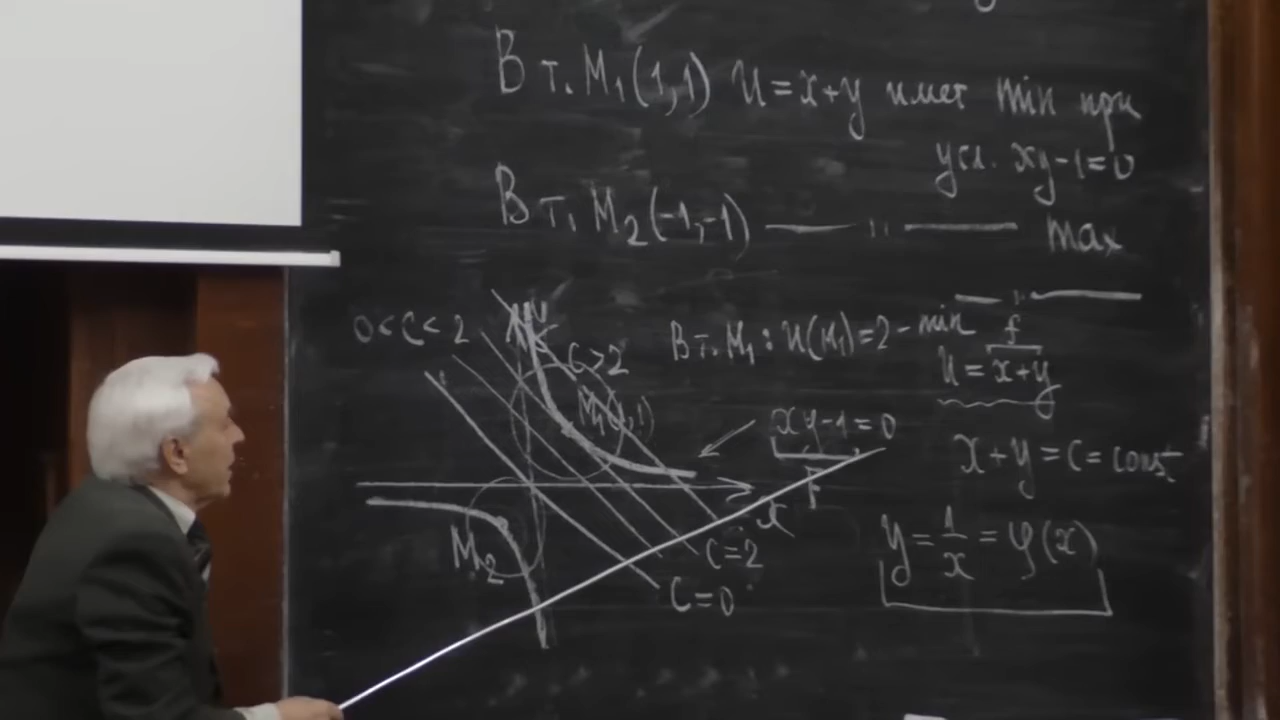 В т. M₁(1,1) u = x+y имеет min при
усл. xy-1=0
В т. M₂(-1,-1) — " — max
— " —
0<C<2
C>2
В т. M₁: u(M₁)=2 - min
f
u = x+y
M₁(1,1)
xy-1=0
F
x+y=C=const
x
y = 1/x = φ(x)
M₂
C=2
C=0